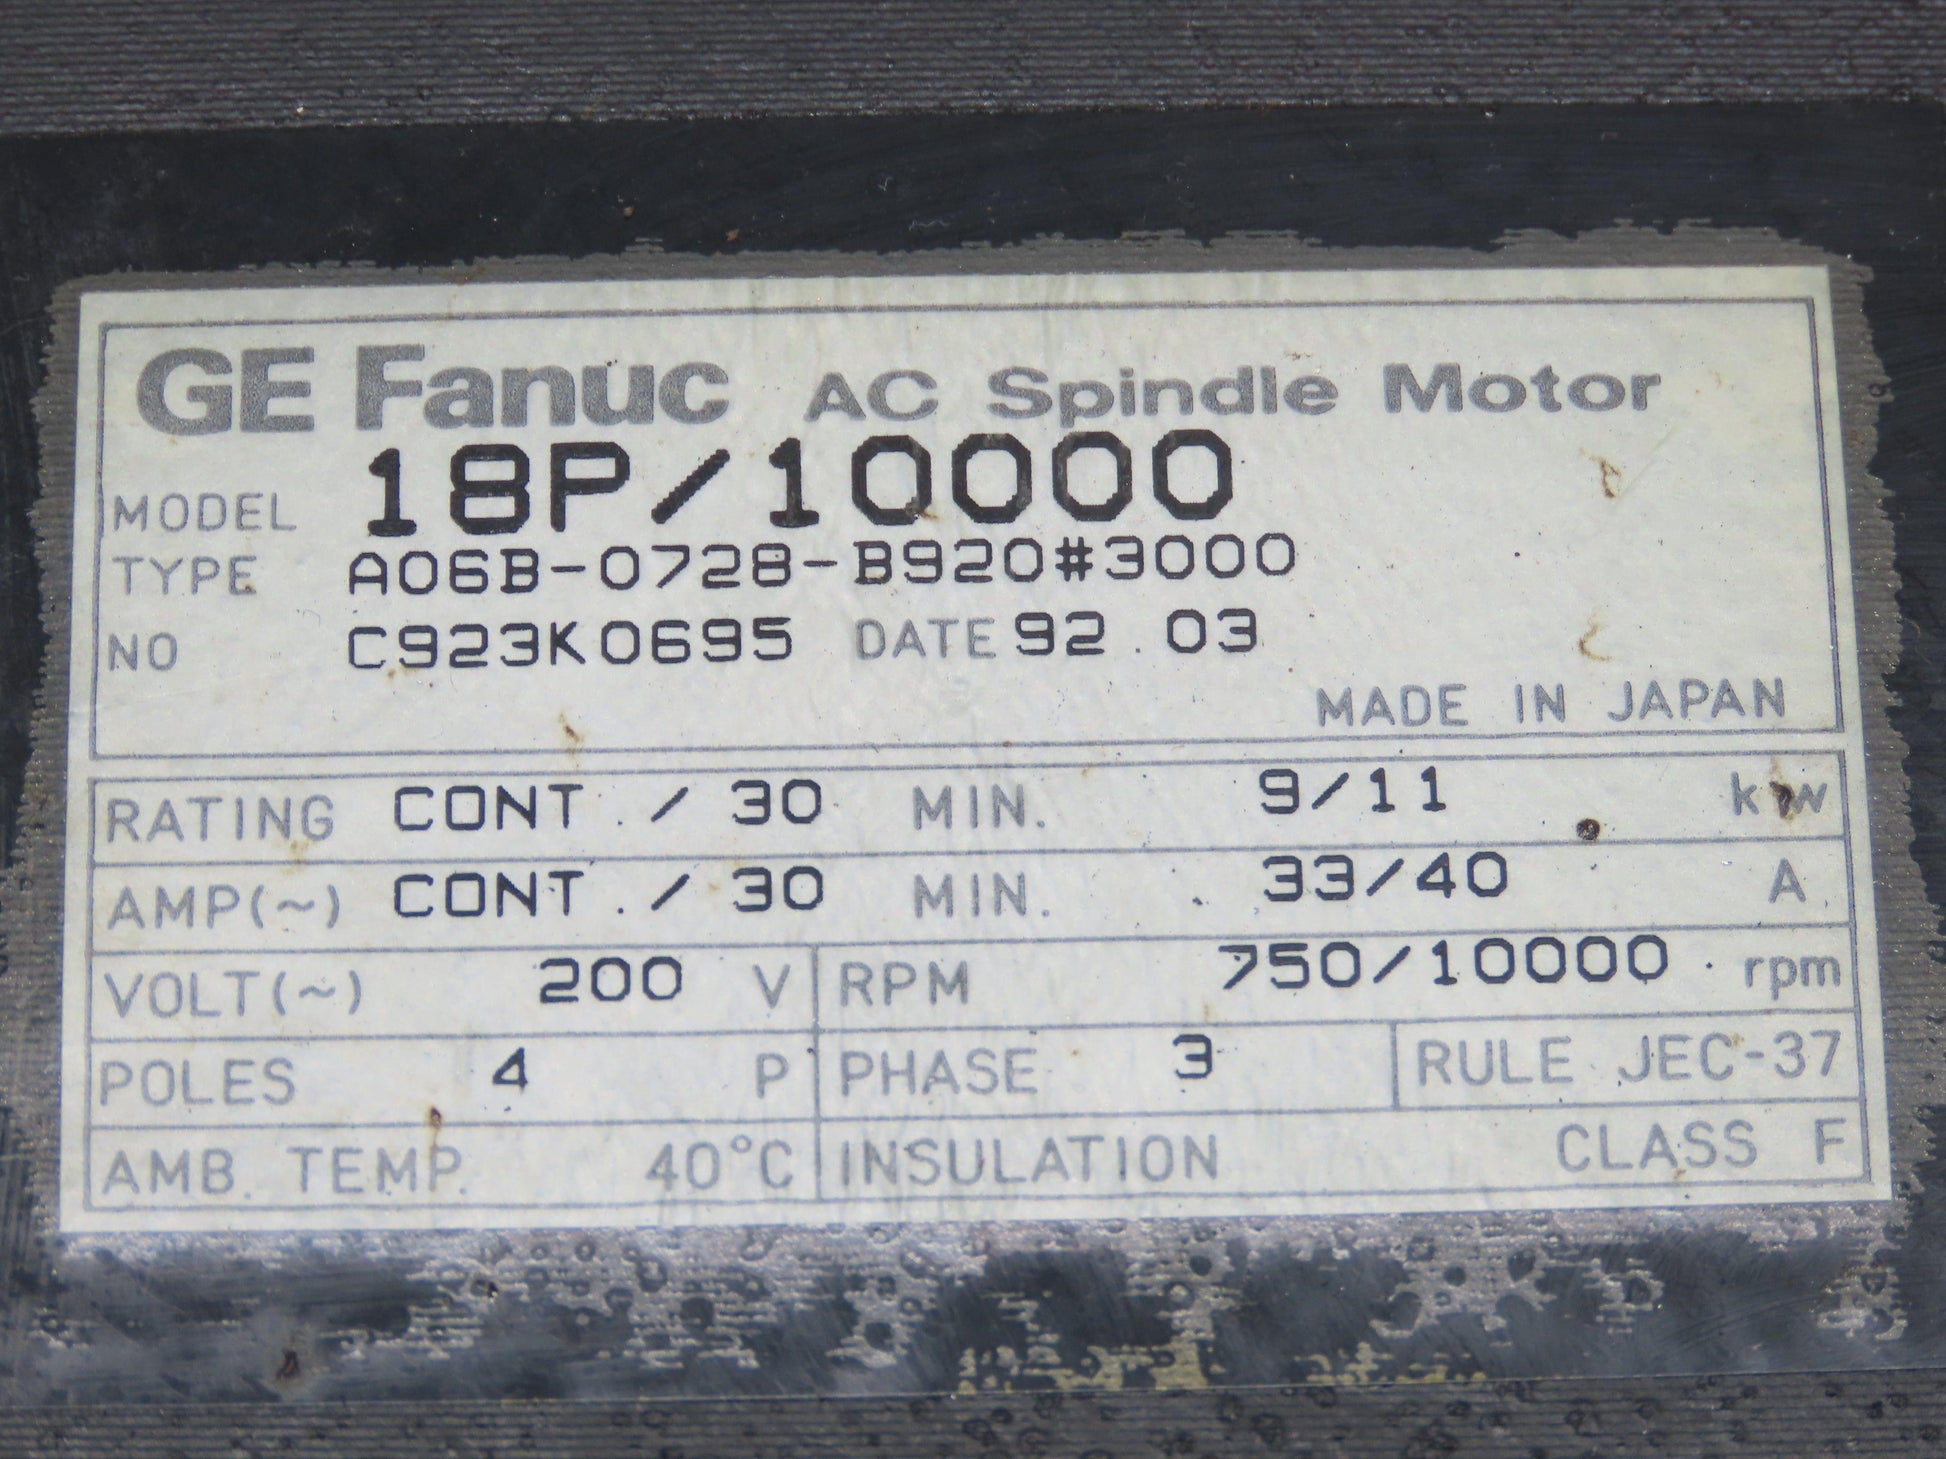 GE Fanuc AC Spindle Motor
MODEL 18P/10000
TYPE A06B-0728-B920#3000
NO C923K0695 DATE 92.03
MADE IN JAPAN
RATING CONT./30 MIN. 9/11 kW
AMP(~) CONT./30 MIN. 33/40 A
VOLT(~) 200 V RPM 750/10000 rpm
POLES 4 P PHASE 3 RULE JEC-37
AMB. TEMP. 40°C INSULATION CLASS F